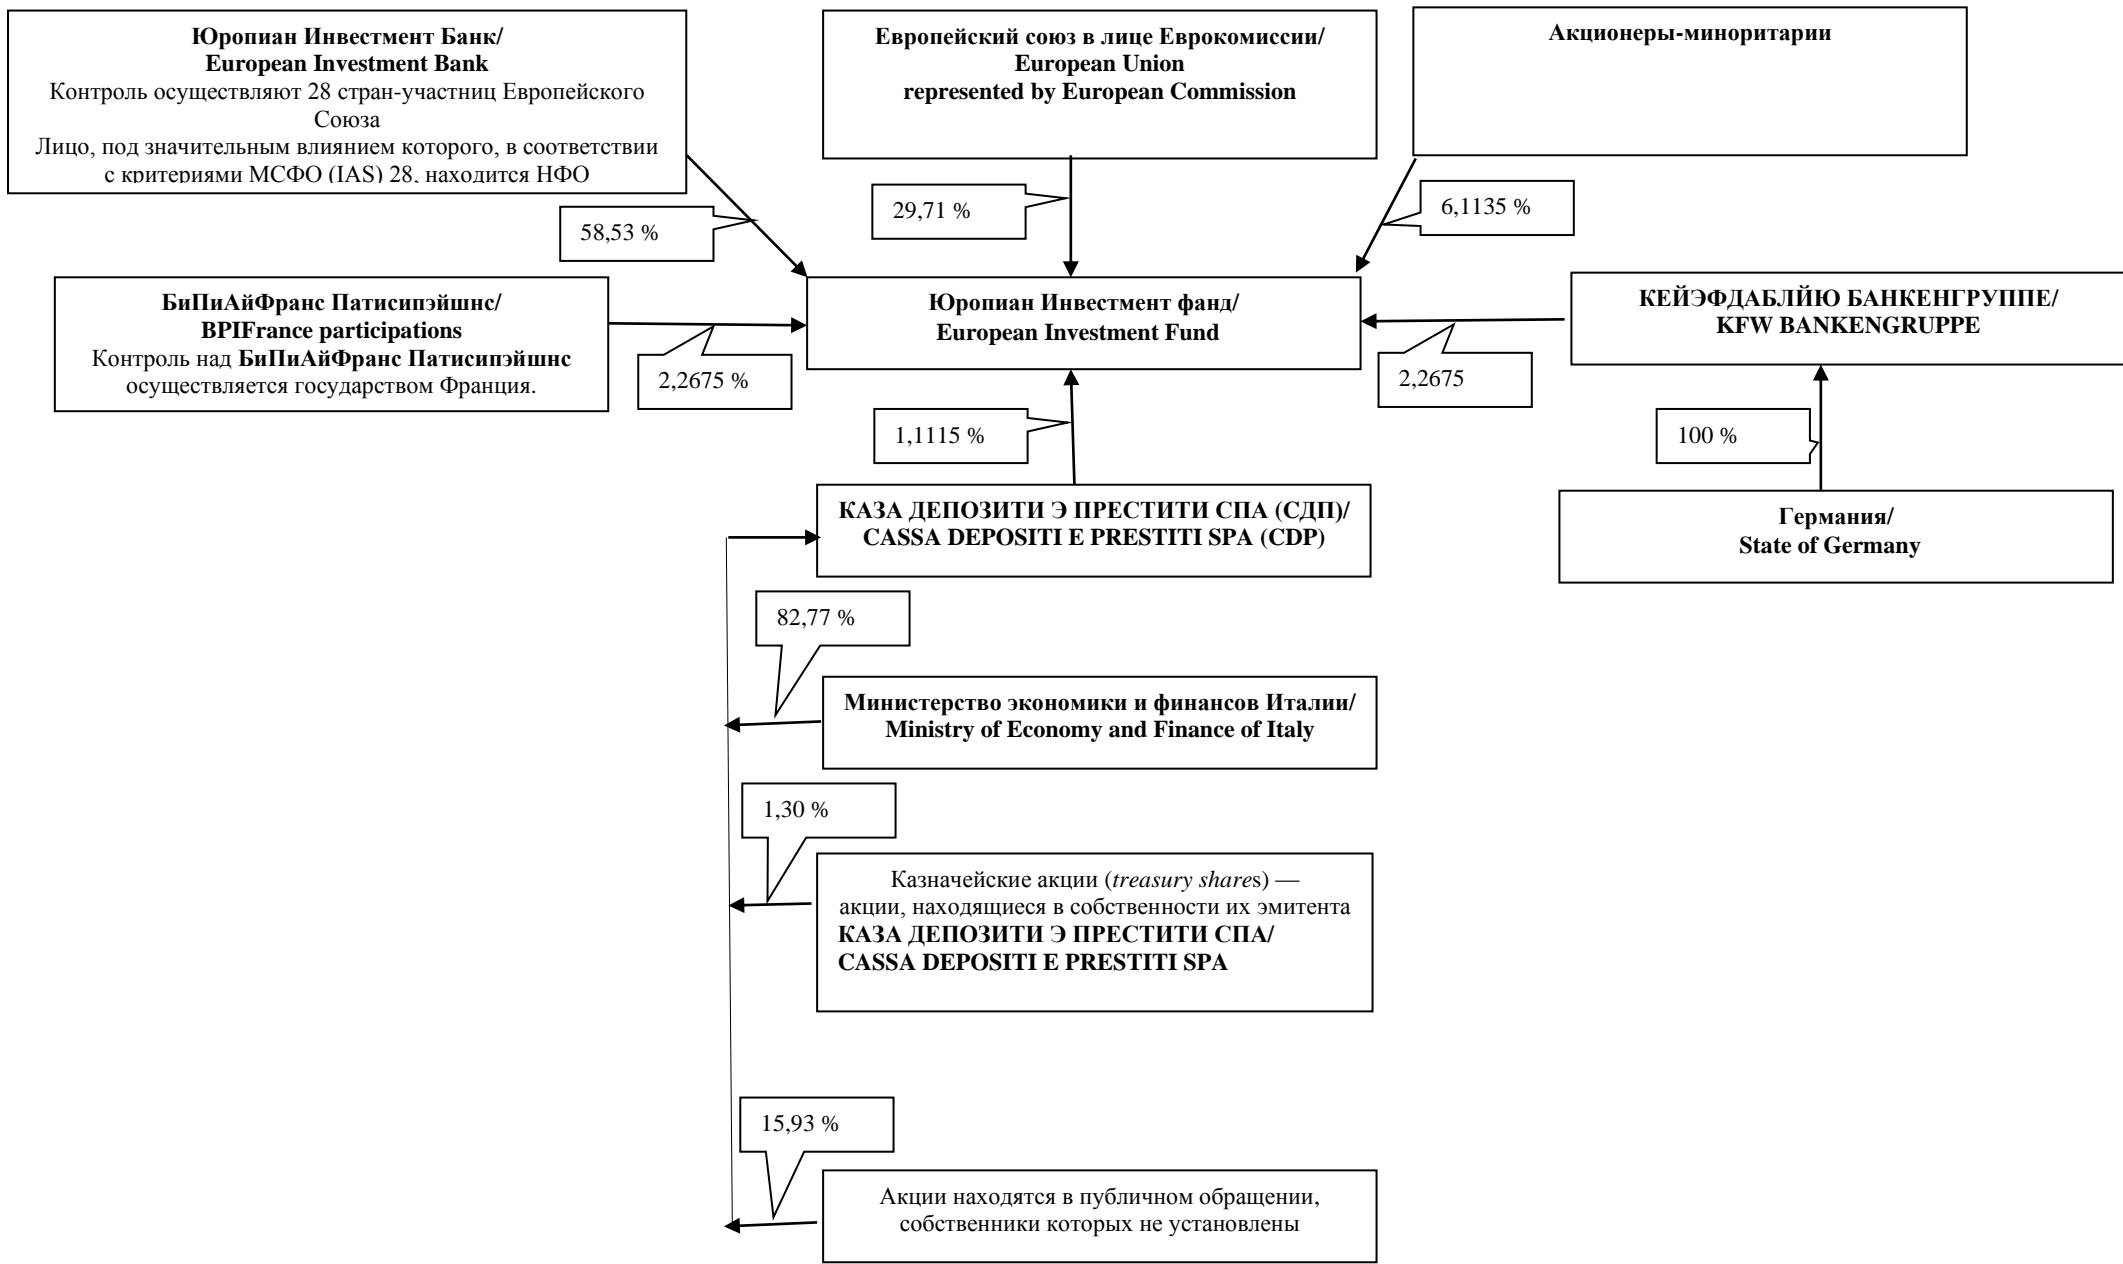 Юропиан Инвестмент Банк/
European Investment Bank
Контроль осуществляют 28 стран-участниц Европейского
Союза
Лицо, под значительным влиянием которого, в соответствии
с критериями МСФО (IAS) 28, находится НФО
Европейский союз в лице Еврокомиссии/
European Union
represented by European Commission
Акционеры-миноритарии
58,53 %
29,71 %
6,1135 %
БиПиАйФранс Патисипэйшнс/
BPIFrance participations
Контроль над БиПиАйФранс Патисипэйшнс
осуществляется государством Франция.
2,2675 %
Юропиан Инвестмент фанд/
European Investment Fund
2,2675
КЕЙЭФДАБЛЙЮ БАНКЕНГРУППЕ/
KFW BANKENGRUPPE
1,1115 %
100 %
КАЗА ДЕПОЗИТИ Э ПРЕСТИТИ СПА (СДП)/
CASSA DEPOSITI E PRESTITI SPA (CDP)
Германия/
State of Germany
82,77 %
Министерство экономики и финансов Италии/
Ministry of Economy and Finance of Italy
1,30 %
Казначейские акции (treasury shares) —
акции, находящиеся в собственности их эмитента
КАЗА ДЕПОЗИТИ Э ПРЕСТИТИ СПА/
CASSA DEPOSITI E PRESTITI SPA
15,93 %
Акции находятся в публичном обращении,
собственники которых не установлены